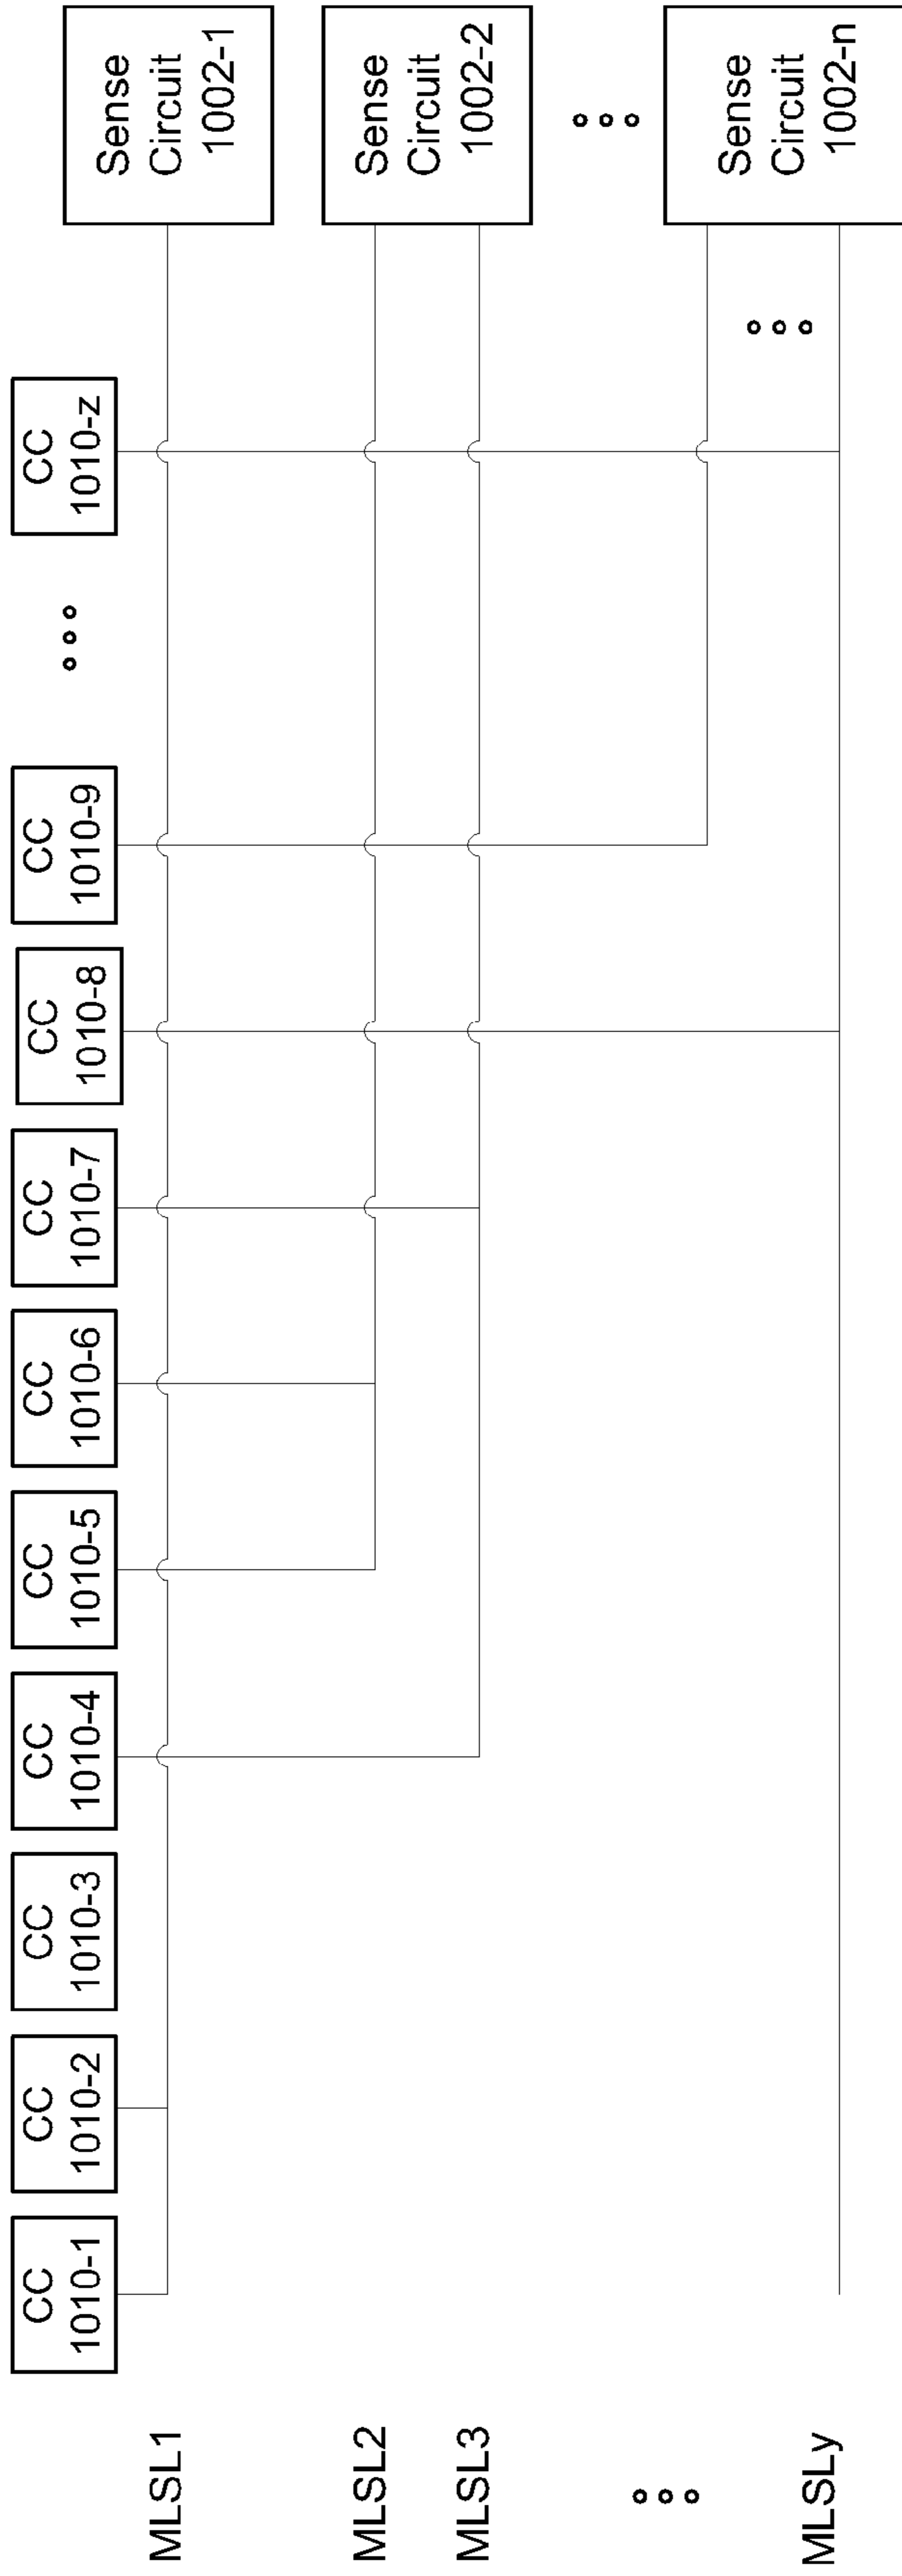 CC
1010-1
CC
1010-2
CC
1010-3
CC
1010-4
CC
1010-5
CC
1010-6
CC
1010-7
CC
1010-8
CC
1010-9
CC
1010-z
MLSL1
MLSL2
MLSL3
MLSLy
Sense
Circuit
1002-1
Sense
Circuit
1002-2
Sense
Circuit
1002-n